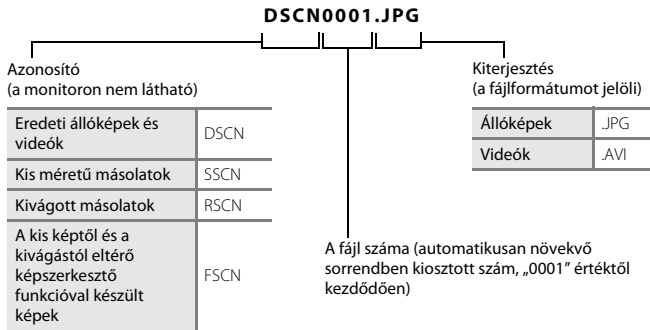 DSCN0001.JPG
Azonosító
(a monitoron nem látható)
Eredeti állóképek és
videók
DSCN
Kis méretű másolatok
SSCN
Kivágott másolatok
RSCN
A kis képtől és a
kivágástól eltérő
képszerkesztő
funkcióval készült
képek
FSCN
A fájl száma (automatikusan növekvő
sorrendben kiosztott szám, „0001” értéktől
kezdődően)
Kiterjesztés
(a fájlformátumot jelöli)
Állóképek
.JPG
Videók
.AVI